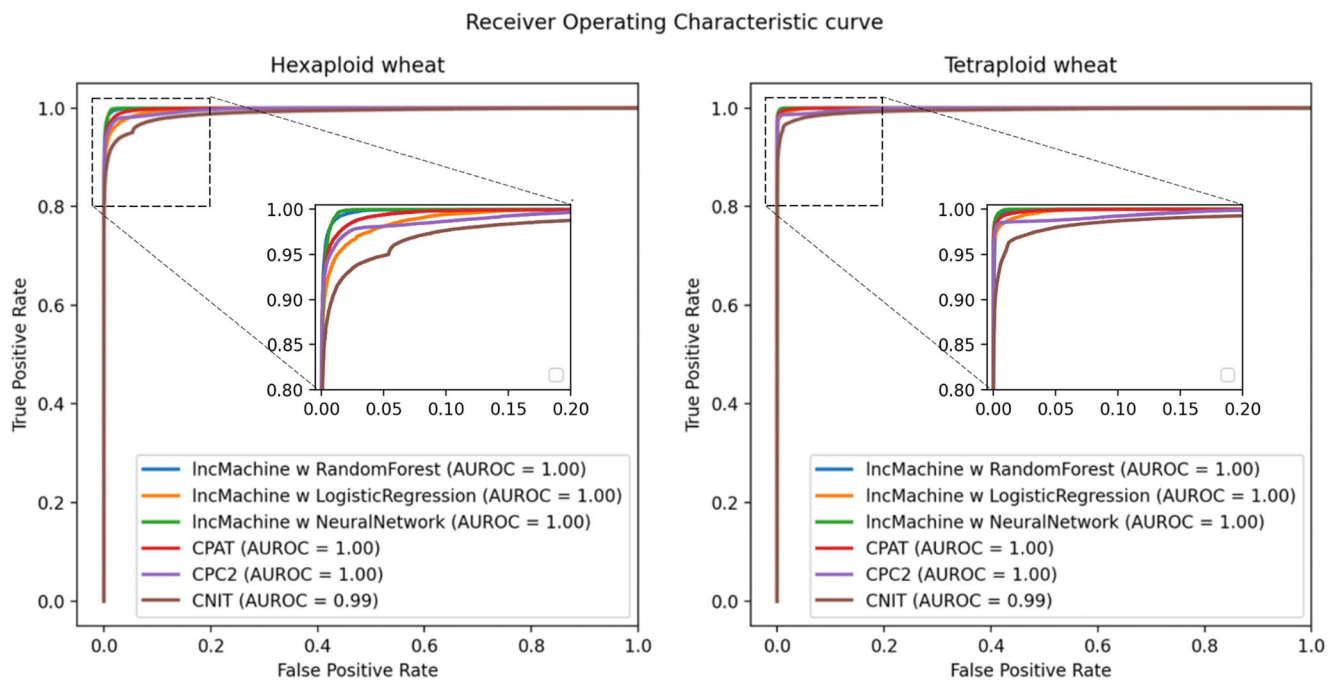 Receiver Operating Characteristic curve
Hexaploid wheat
True Positive Rate
1.0
0.8
0.6
0.4
0.2
0.0
1.00
0.95
0.90
0.85
0.80
0.00 0.05 0.10 0.15 0.20
lncMachine w RandomForest (AUROC = 1.00)
lncMachine w LogisticRegression (AUROC = 1.00)
lncMachine w NeuralNetwork (AUROC = 1.00)
CPAT (AUROC = 1.00)
CPC2 (AUROC = 1.00)
CNIT (AUROC = 0.99)
0.0 0.2 0.4 0.6 0.8 1.0
False Positive Rate
Tetraploid wheat
True Positive Rate
1.0
0.8
0.6
0.4
0.2
0.0
1.00
0.95
0.90
0.85
0.80
0.00 0.05 0.10 0.15 0.20
lncMachine w RandomForest (AUROC = 1.00)
lncMachine w LogisticRegression (AUROC = 1.00)
lncMachine w NeuralNetwork (AUROC = 1.00)
CPAT (AUROC = 1.00)
CPC2 (AUROC = 1.00)
CNIT (AUROC = 0.99)
0.0 0.2 0.4 0.6 0.8 1.0
False Positive Rate